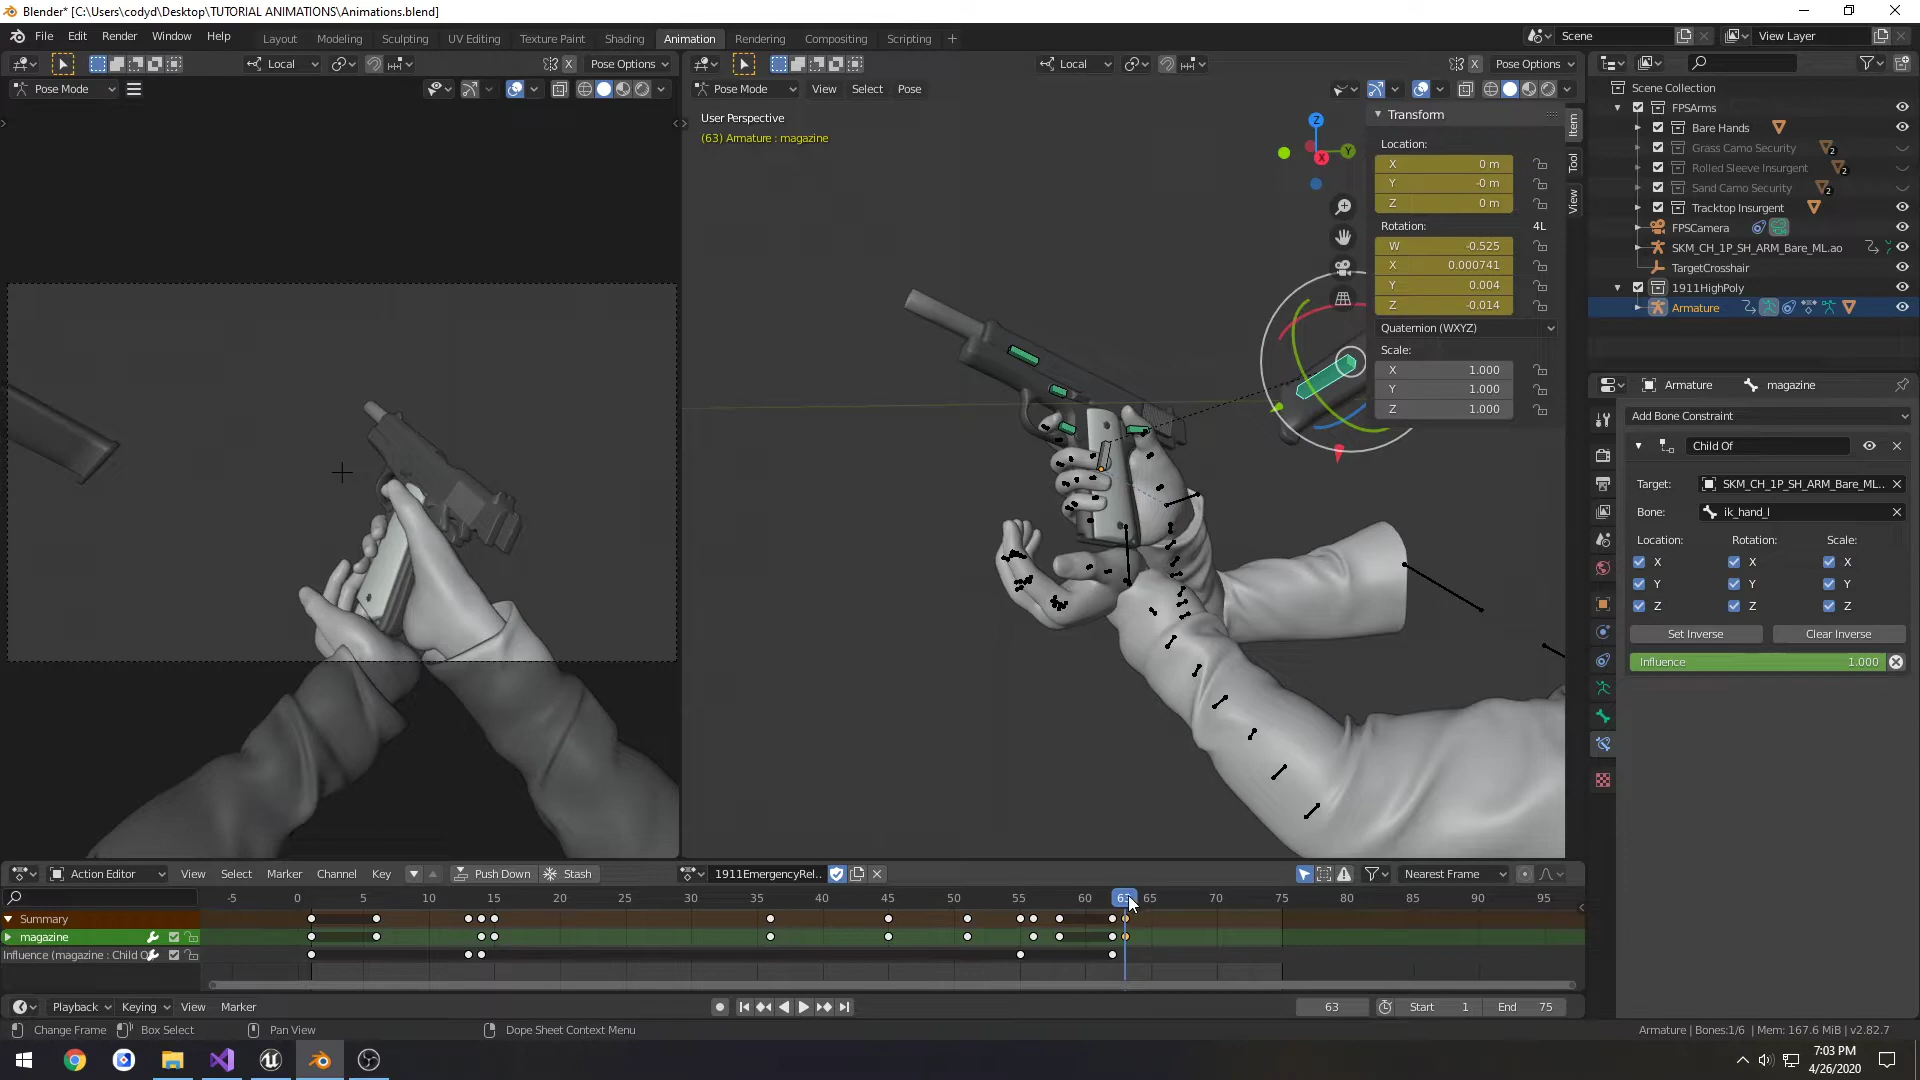 Blender* [C:\Users\codyd\Desktop\TUTORIAL ANIMATIONS\Animations.blend]
File Edit Render Window Help
Layout Modeling Sculpting UV Editing Texture Paint Shading Animation Rendering Compositing Scripting +
Scene
View Layer
Local
X
Pose Options
Local
X
Pose Options
Pose Mode
Pose Mode View Select Pose
User Perspective
(63) Armature : magazine
Z
Y
X
Transform
Location:
X 0 m
Y -0 m
Z 0 m
Rotation: 4L
W -0.525
X 0.000741
Y 0.004
Z -0.014
Quaternion (WXYZ)
Scale:
X 1.000
Y 1.000
Z 1.000
Item
Tool
View
Scene Collection
FPSArms
Bare Hands
Grass Camo Security 2
Rolled Sleeve Insurgent 2
Sand Camo Security 2
Tracktop Insurgent
FPSCamera
SKM_CH_1P_SH_ARM_Bare_ML.ao
TargetCrosshair
1911HighPoly
Armature
Armature magazine
Add Bone Constraint
Child Of
Target: SKM_CH_1P_SH_ARM_Bare_ML..
Bone: ik_hand_l
Location: Rotation: Scale:
X X X
Y Y Y
Z Z Z
Set Inverse Clear Inverse
Influence 1.000
Action Editor View Select Marker Channel Key Push Down Stash 1911EmergencyRel.. Nearest Frame
-5 0 5 10 15 20 25 30 35 40 45 50 55 60 63 65 70 75 80 85 90 95
Summary
magazine
Influence (magazine : Child O
Playback Keying View Marker 63 Start 1 End 75
Change Frame Box Select Pan View Dope Sheet Context Menu
Armature | Bones:1/6 | Mem: 167.6 MiB | v2.82.7
7:03 PM
4/26/2020